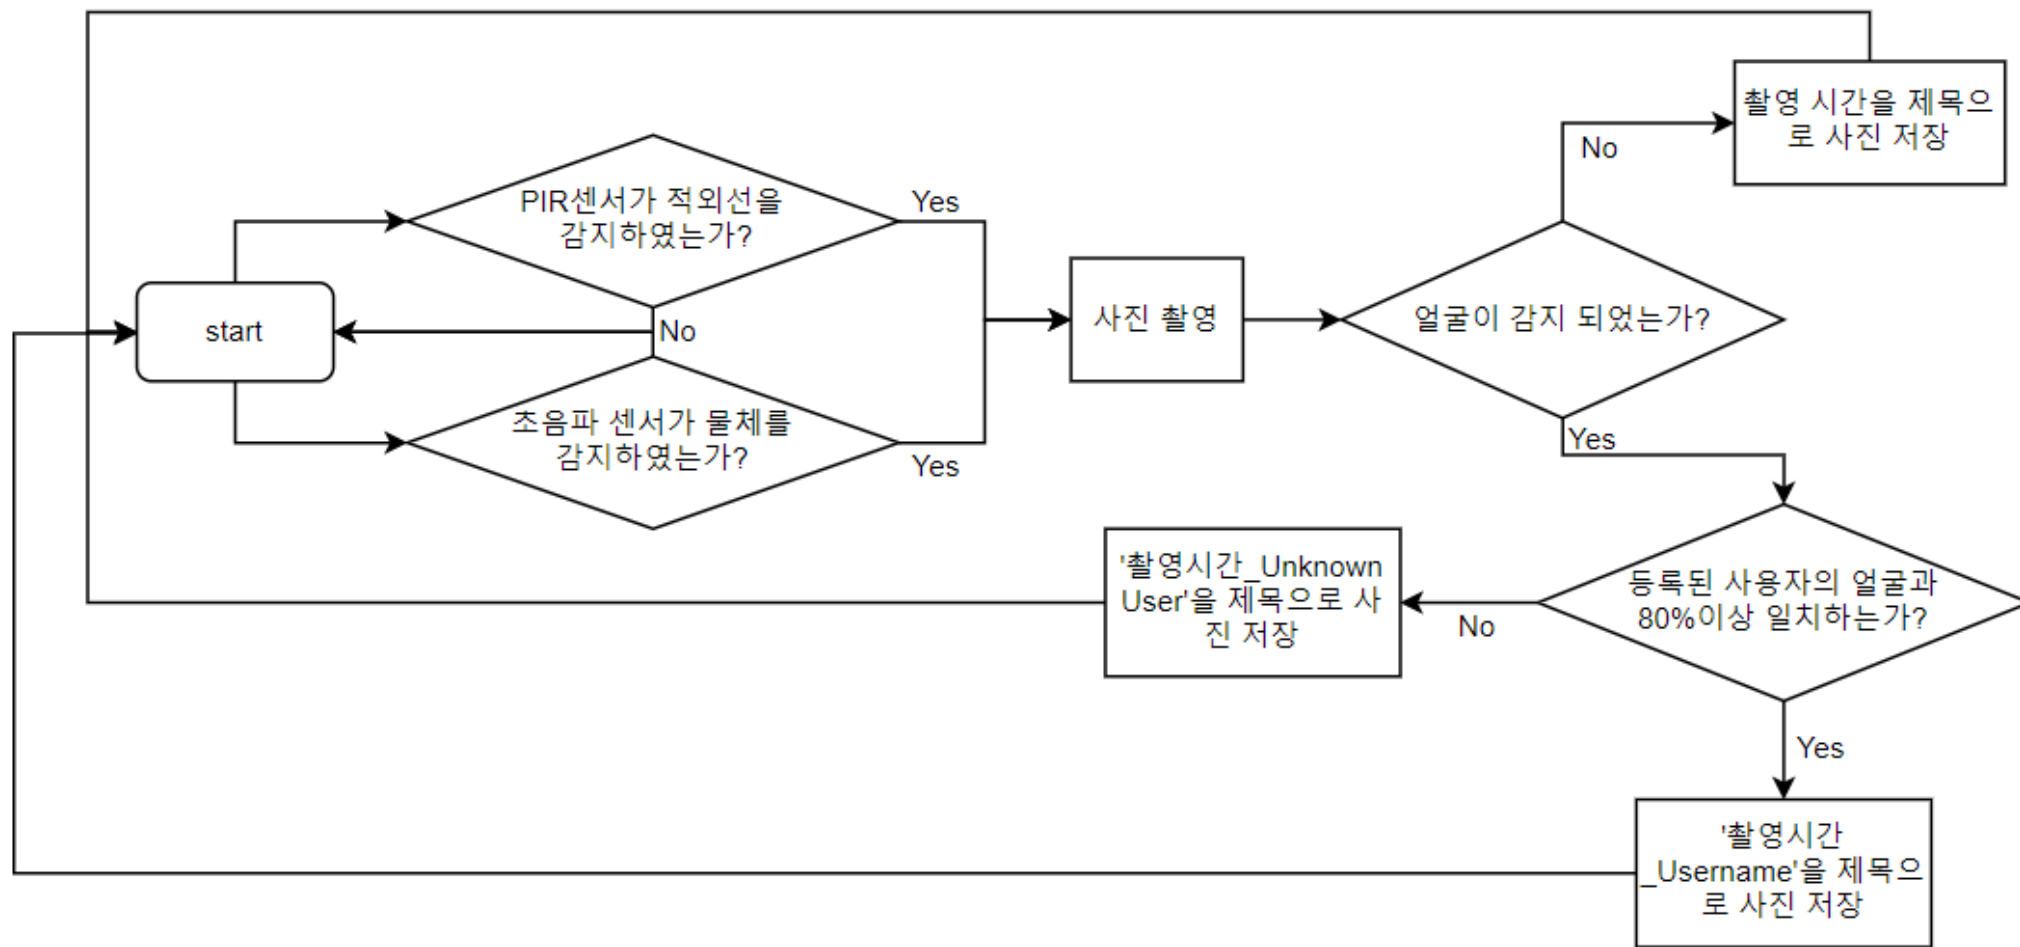 촬영 시간을 제목으
로 사진 저장
No
PIR센서가 적외선을
감지하였는가?
Yes
start
No
사진 촬영
얼굴이 감지 되었는가?
초음파 센서가 물체를
감지하였는가?
Yes
Yes
'촬영시간_Unknown
User'을 제목으로 사
진 저장
No
등록된 사용자의 얼굴과
80%이상 일치하는가?
Yes
'촬영시간
_Username'을 제목으
로 사진 저장